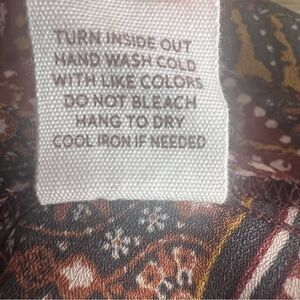 TURN INSIDE OUT
HAND WASH COLD
WITH LIKE COLORS
DO NOT BLEACH
HANG TO DRY
COOL IRON IF NEEDED